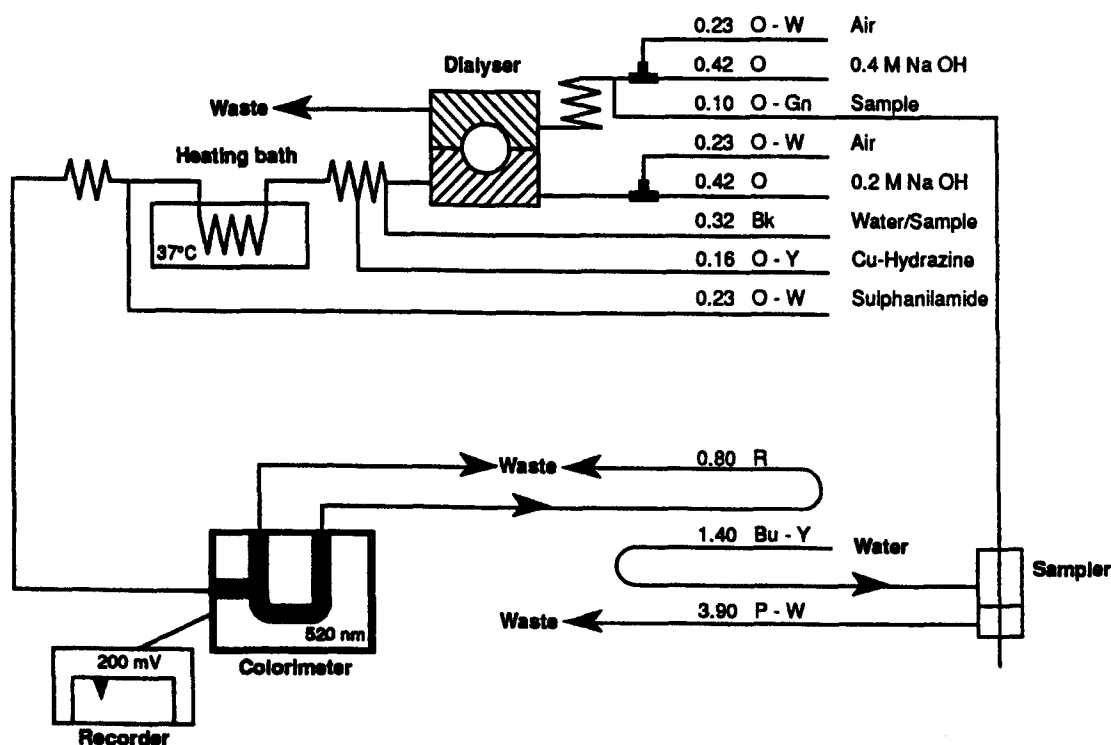 0.23 O - W Air
Dialyser
0.42 O 0.4 M Na OH
Waste
0.10 O - Gn Sample
Heating bath
0.23 O - W Air
0.42 O 0.2 M Na OH
0.32 Bk Water/Sample
37°C
0.16 O - Y Cu-Hydrazine
0.23 O - W Sulphanilamide
Waste
0.80 R
1.40 Bu - Y Water
Sampler
Waste
3.90 P - W
520 nm
Colorimeter
200 mV
Recorder